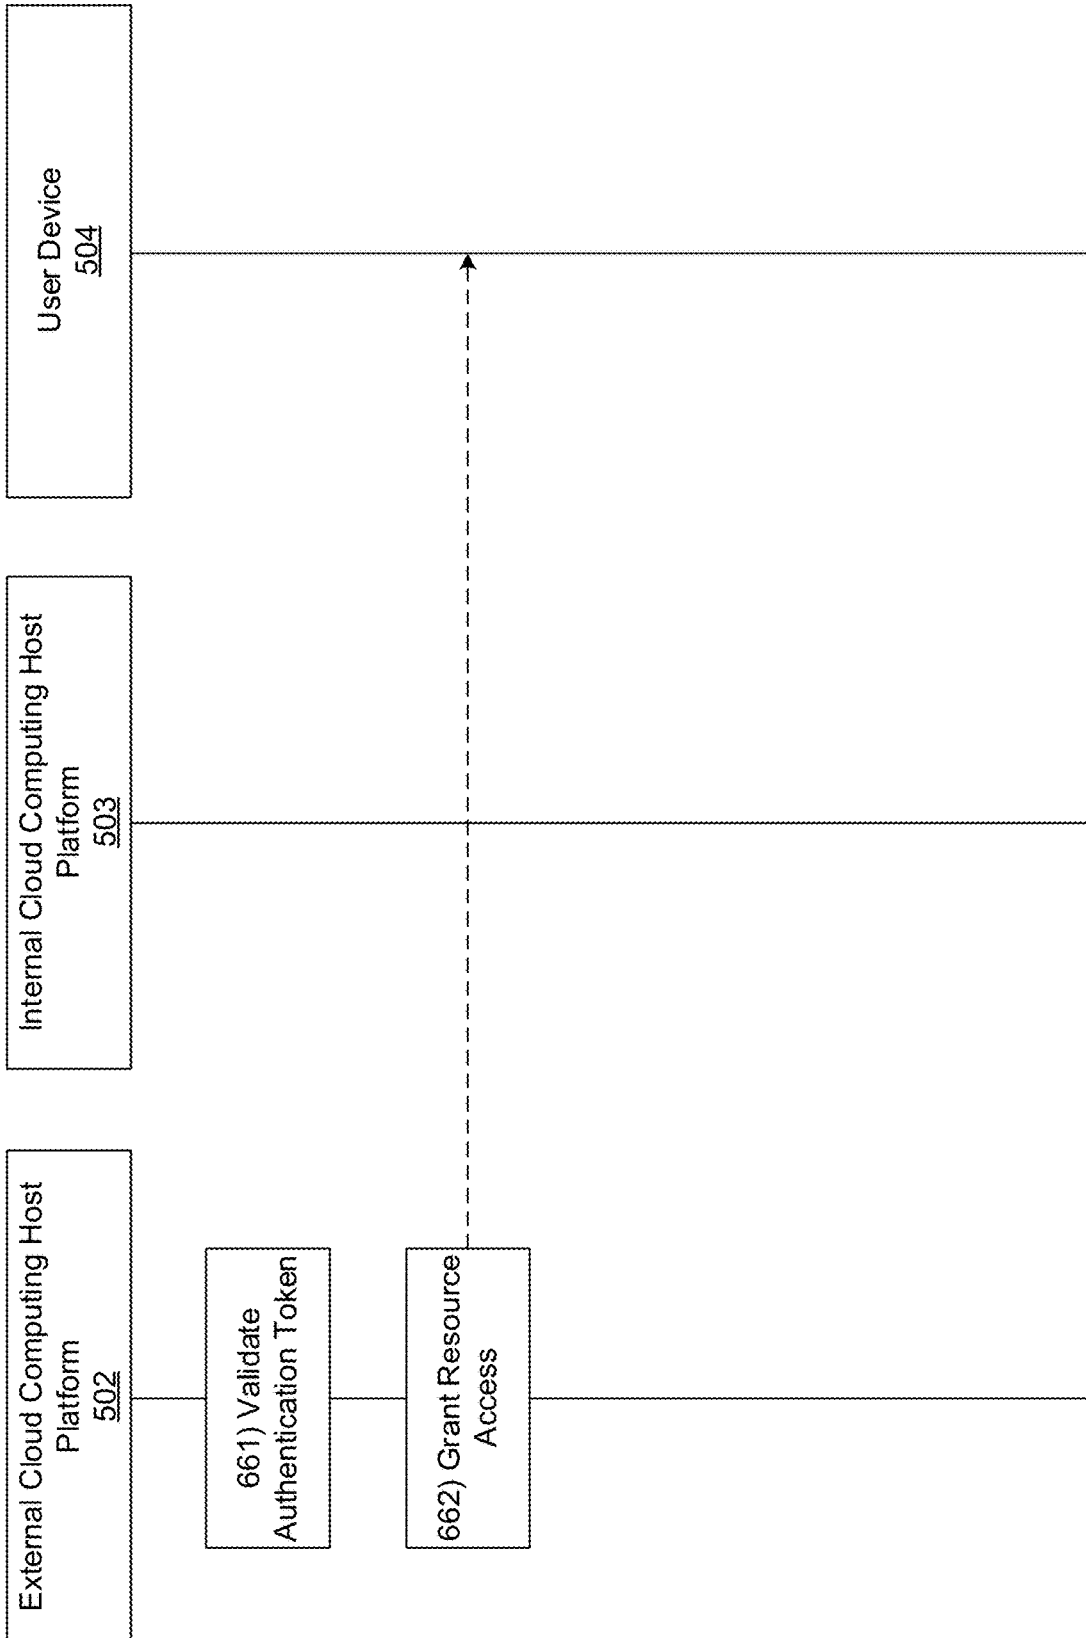 External Cloud Computing Host
Platform
502
Internal Cloud Computing Host
Platform
503
User Device
504
661) Validate
Authentication Token
662) Grant Resource
Access